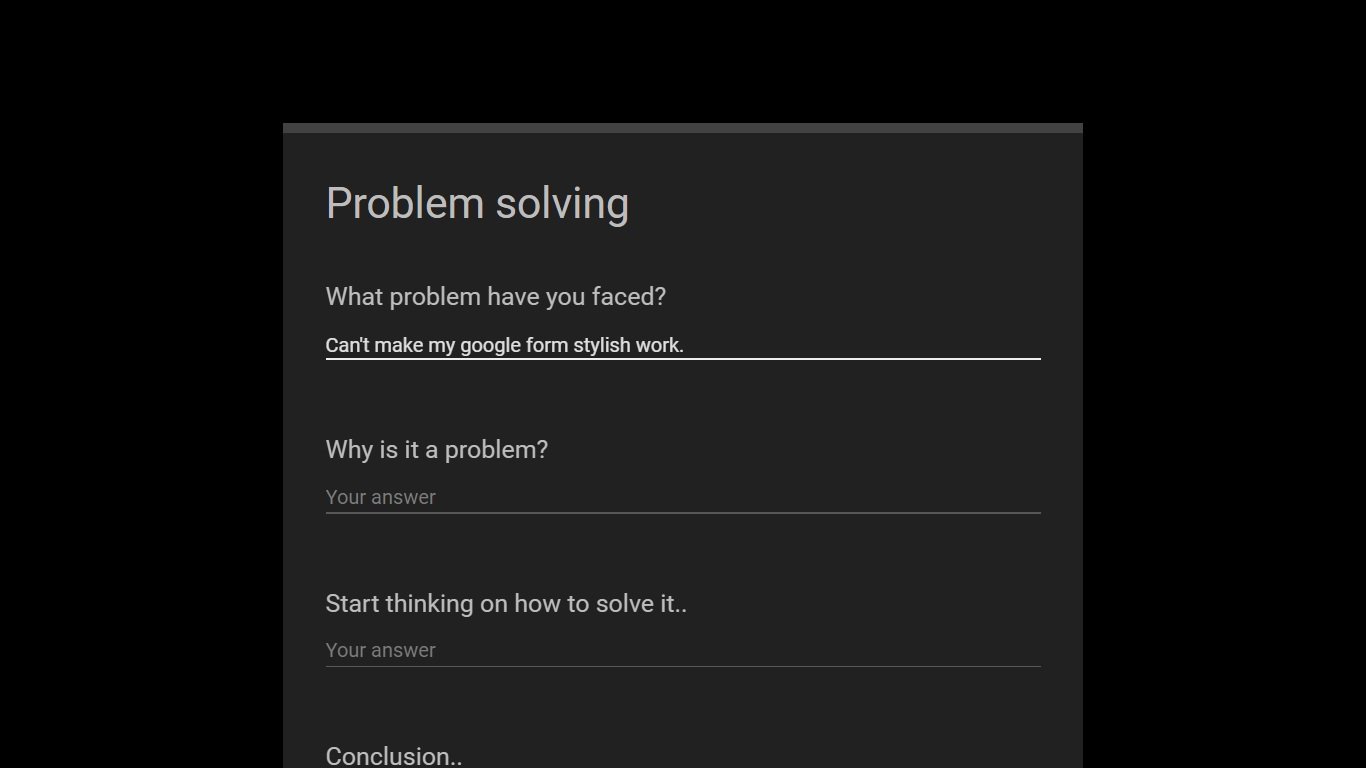 Problem solving
What problem have you faced?
Can't make my google form stylish work.
Why is it a problem?
Your answer
Start thinking on how to solve it..
Your answer
Conclusion..